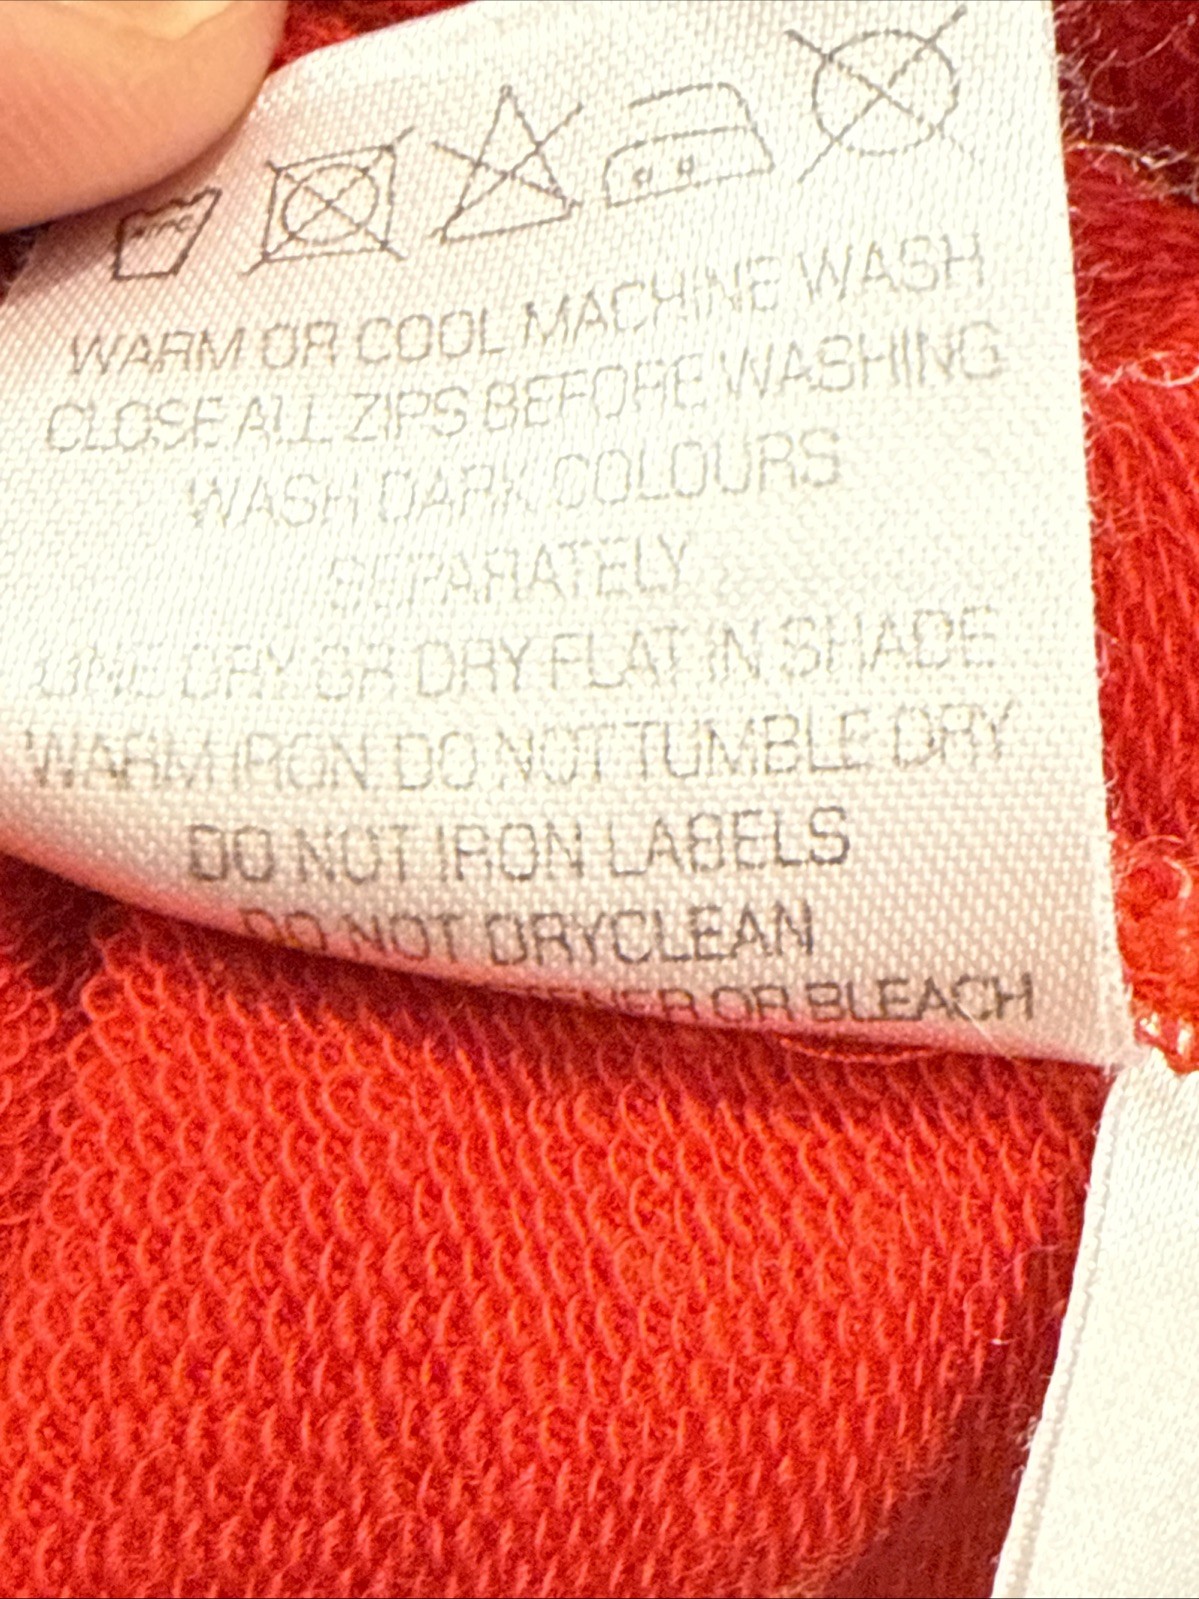 WARM OR COOL MACHINE WASH
CLOSE ALL ZIPS BEFORE WASHING
WASH DARK COLOURS
SEPARATELY
LINE DRY OR DRY FLAT IN SHADE
WARM IRON DO NOT TUMBLE DRY
DO NOT IRON LABELS
DO NOT DRYCLEAN
OR BLEACH